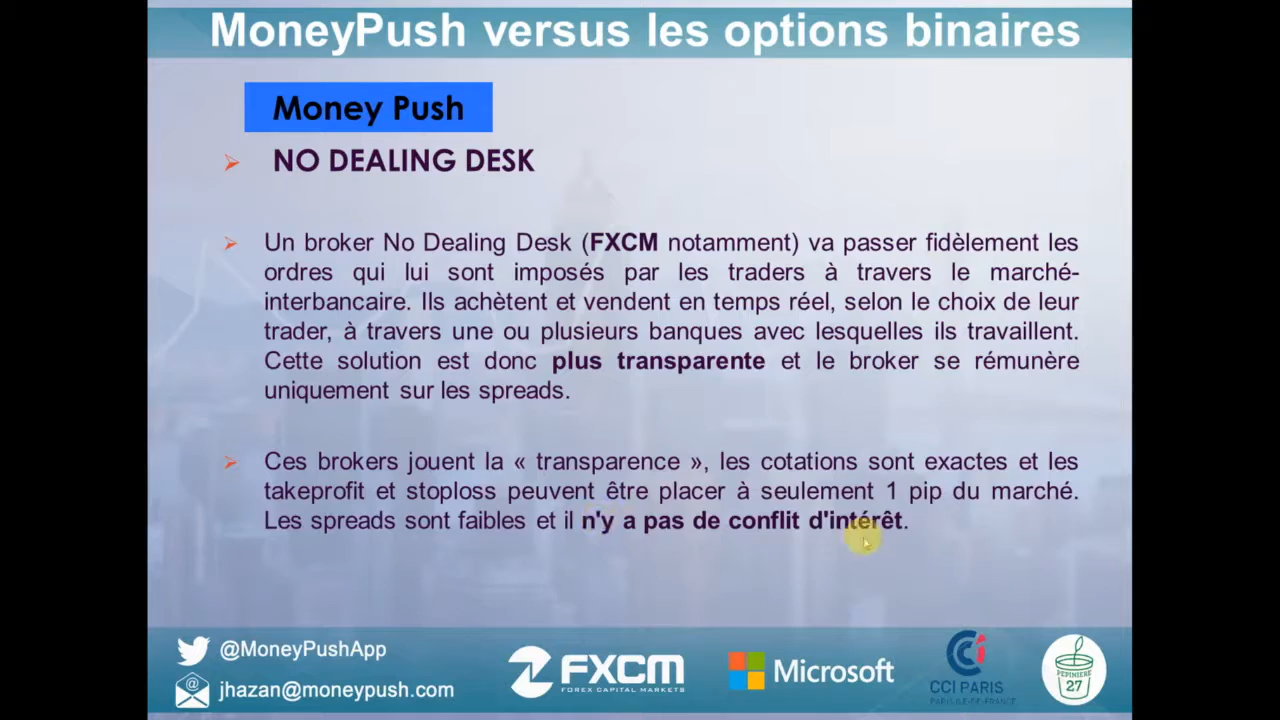 MoneyPush versus les options binaires
Money Push
NO DEALING DESK
Un broker No Dealing Desk (FXCM notamment) va passer fidèlement les
ordres qui lui sont imposés par les traders à travers le marché-
interbancaire. Ils achètent et vendent en temps réel, selon le choix de leur
trader, à travers une ou plusieurs banques avec lesquelles ils travaillent.
Cette solution est donc plus transparente et le broker se rémunère
uniquement sur les spreads.
Ces brokers jouent la « transparence », les cotations sont exactes et les
takeprofit et stoploss peuvent être placer à seulement 1 pip du marché.
Les spreads sont faibles et il n'y a pas de conflit d'intérêt.
@MoneyPushApp
jhazan@moneypush.com
FXCM
FOREX CAPITAL MARKETS
Microsoft
CCI PARIS
PARIS ILE-DE-FRANCE
PÉPINIÈRE
27